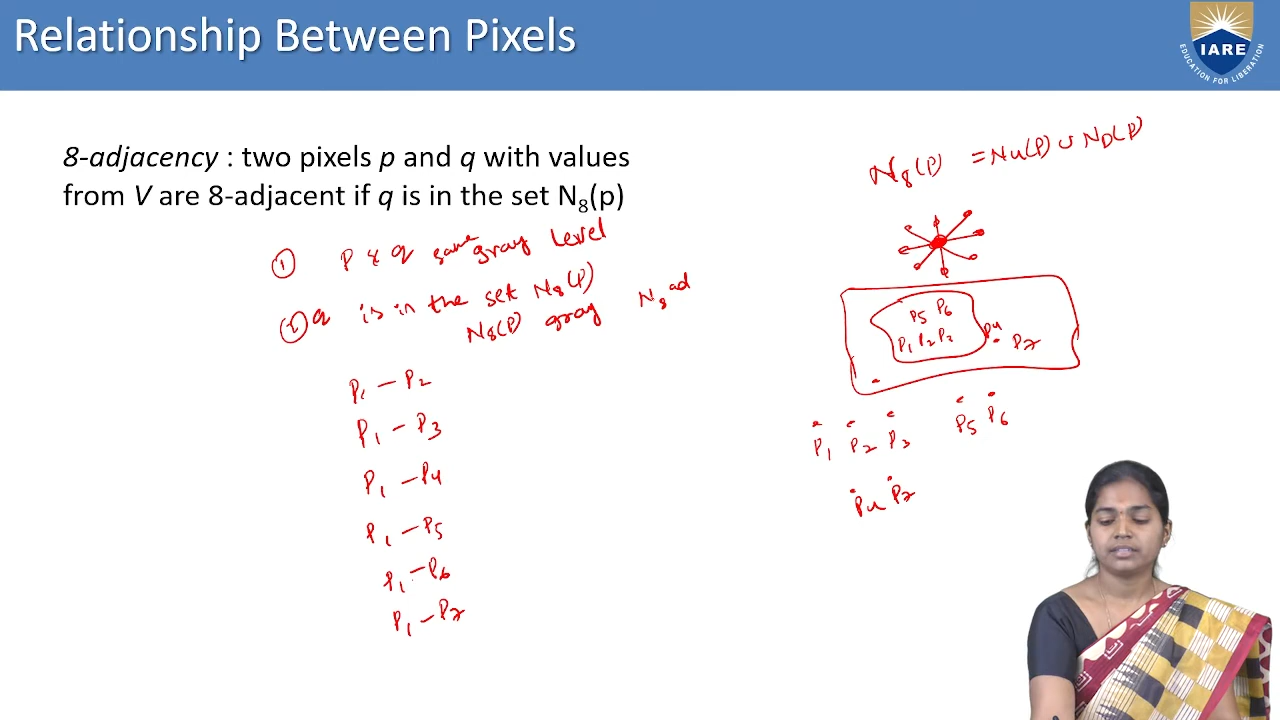 Relationship Between Pixels
IARE
EDUCATION FOR LIBERATION
8-adjacency : two pixels p and q with values
from V are 8-adjacent if q is in the set N8(p)
N8(P) = N4(P) ∪ ND(P)
① P & q same gray level
② q is in the set N8(P)
N8(P) gray N8 ad
P5 P6
P1 P2 P3 P4 P7
P1 - P2
P1 - P3
P1 - P4
P1 - P5
P1 - P6
P1 - P7
P1 P2 P3 P5 P6
P4 P7